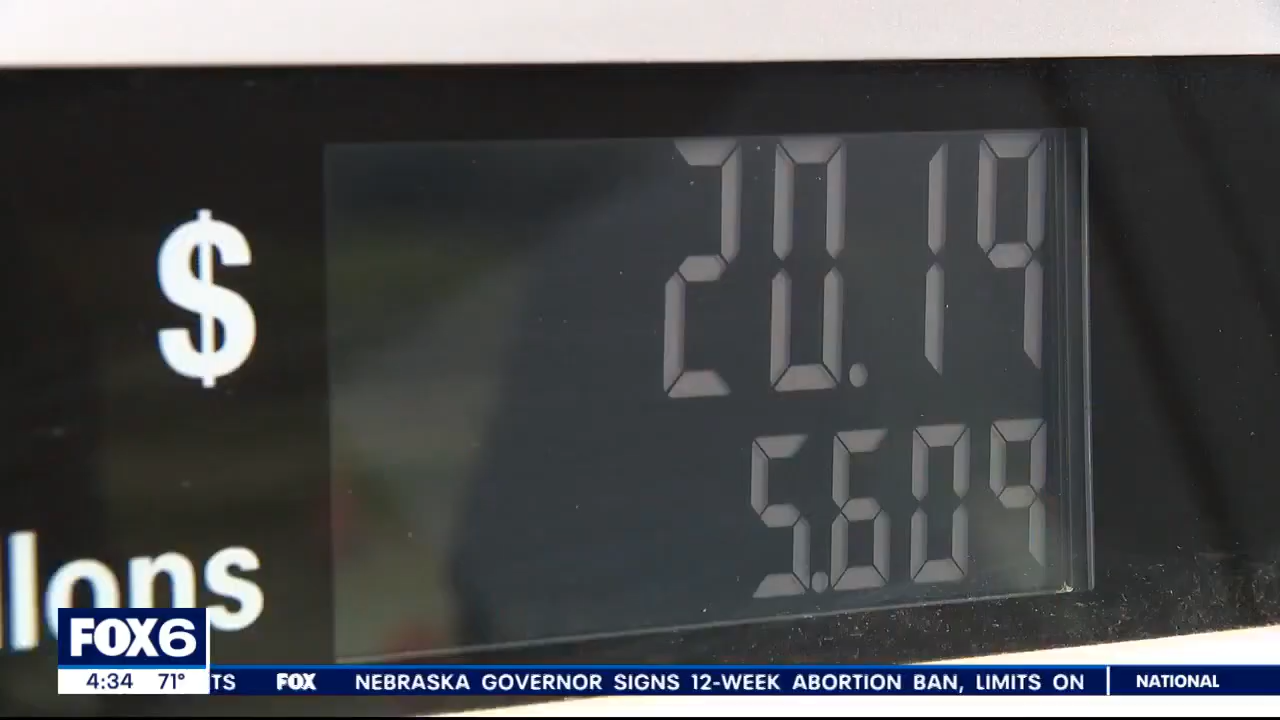 $ 20.19
llons 5.609
FOX6
4:34 71° TS FOX NEBRASKA GOVERNOR SIGNS 12-WEEK ABORTION BAN, LIMITS ON NATIONAL